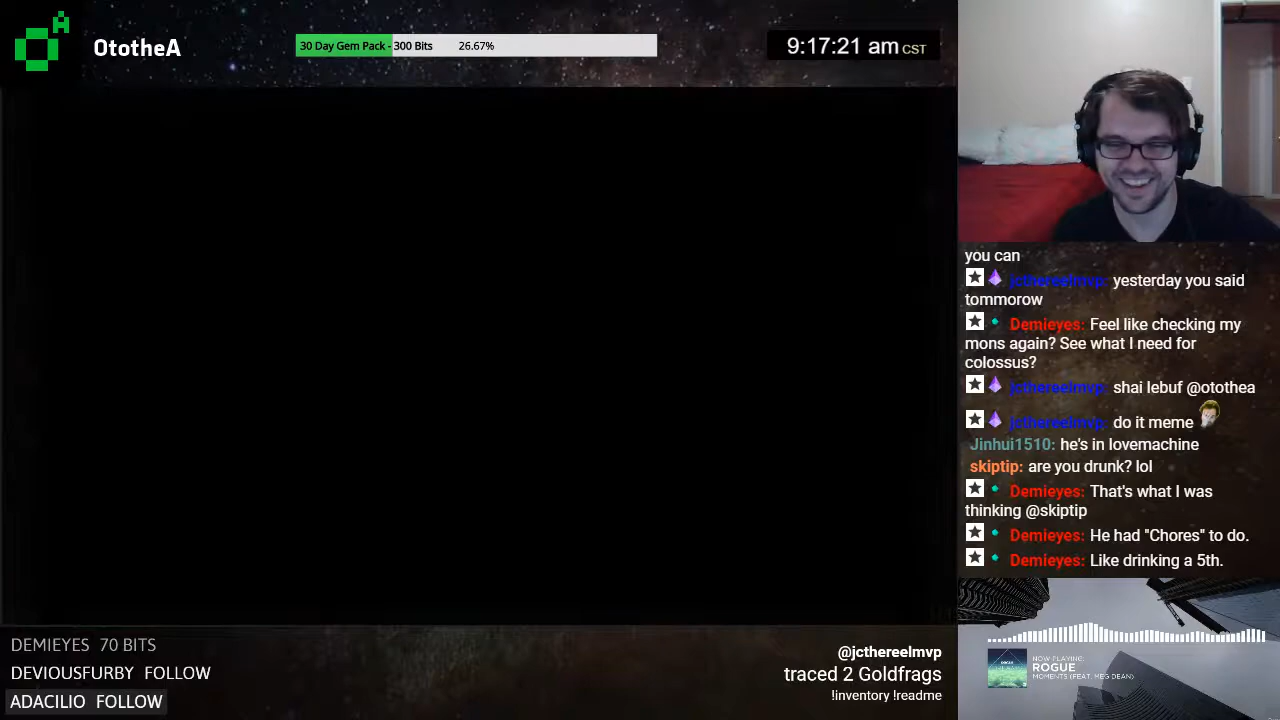 OtotheA
30 Day Gem Pack - 300 Bits 26.67%
9:17:21 am CST
you can
jcthereelmvp: yesterday you said
tommorow
Demieyes: Feel like checking my
mons again? See what I need for
colossus?
jcthereelmvp: shai lebuf @otothea
jcthereelmvp: do it meme
Jinhui1510: he's in lovemachine
skiptip: are you drunk? lol
Demieyes: That's what I was
thinking @skiptip
Demieyes: He had "Chores" to do.
Demieyes: Like drinking a 5th.
DEMIEYES 70 BITS
DEVIOUSFURBY FOLLOW
ADACILIO FOLLOW
@jcthereelmvp
traced 2 Goldfrags
!inventory !readme
NOW PLAYING:
ROGUE
MOMENTS (FEAT. MEG DEAN)